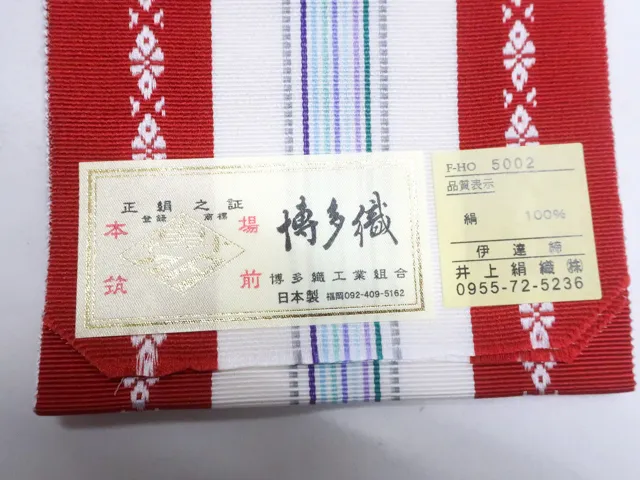 正絹之証
登録 商標
本場
筑前
博多織
博多織工業組合
日本製 福岡092-409-5162
F-HO 5002
品質表示
絹 100%
伊達締
井上絹織㈱
0955-72-5236